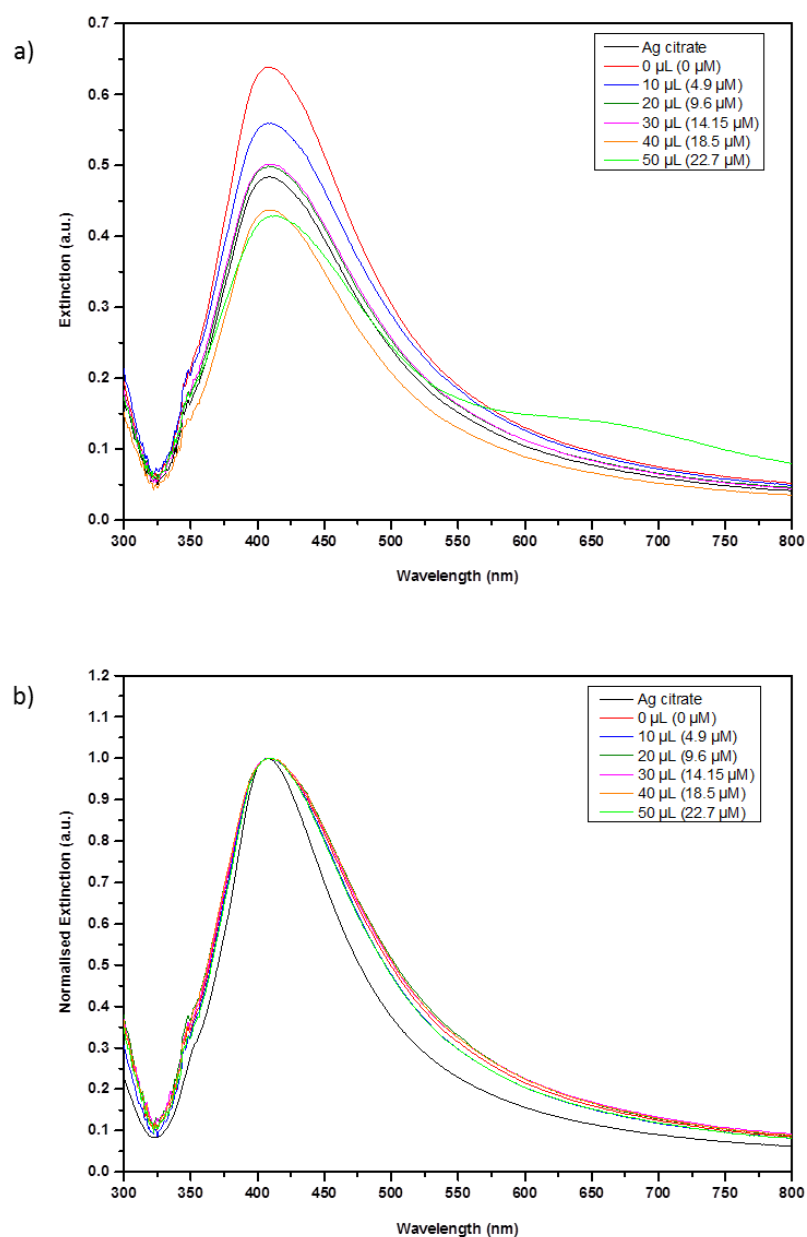 a)
Extinction (a.u.)
0.7
0.6
0.5
0.4
0.3
0.2
0.1
0.0
Ag citrate
0 µL (0 µM)
10 µL (4.9 µM)
20 µL (9.6 µM)
30 µL (14.15 µM)
40 µL (18.5 µM)
50 µL (22.7 µM)
300 350 400 450 500 550 600 650 700 750 800
Wavelength (nm)
b)
Normalised Extinction (a.u.)
1.2
1.1
1.0
0.9
0.8
0.7
0.6
0.5
0.4
0.3
0.2
0.1
0.0
Ag citrate
0 µL (0 µM)
10 µL (4.9 µM)
20 µL (9.6 µM)
30 µL (14.15 µM)
40 µL (18.5 µM)
50 µL (22.7 µM)
300 350 400 450 500 550 600 650 700 750 800
Wavelength (nm)